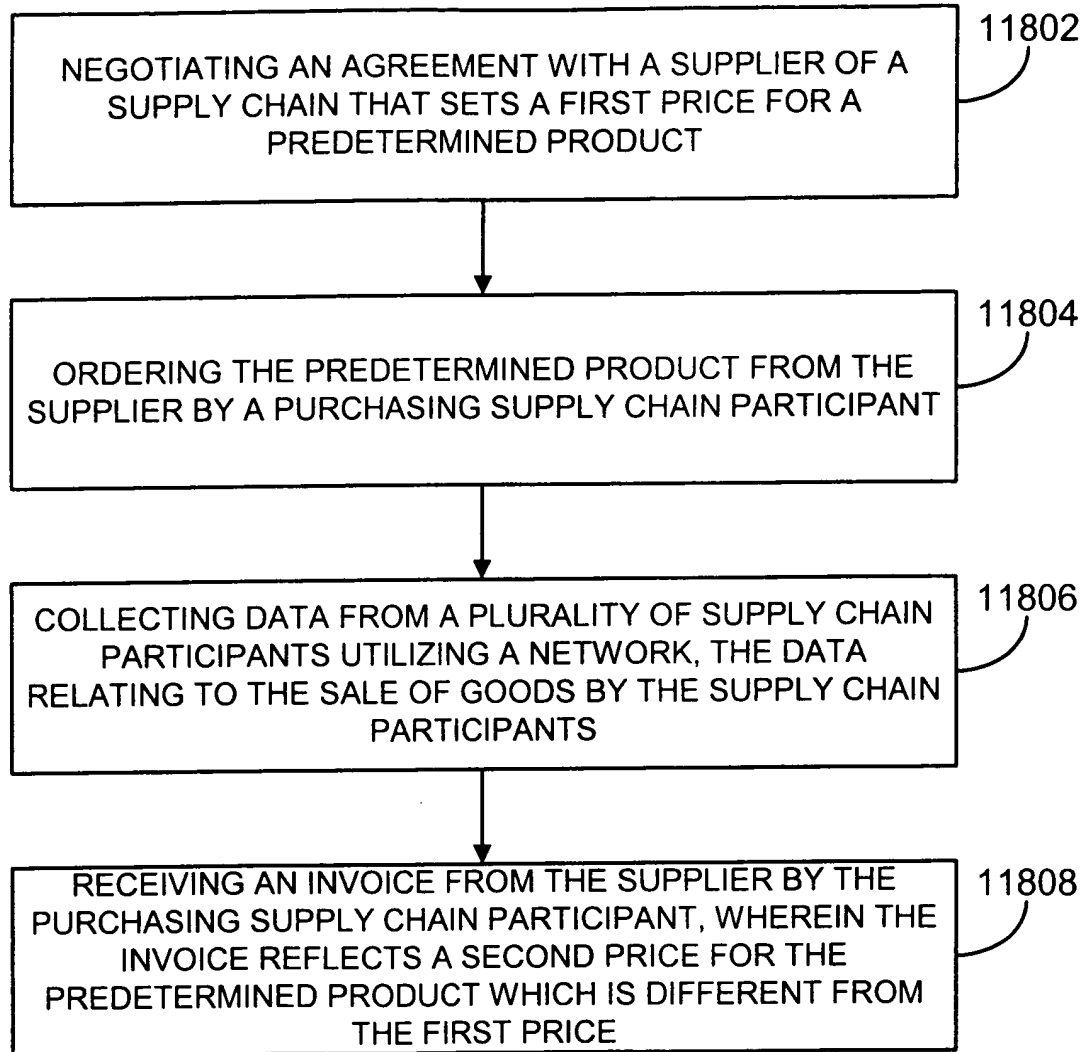 11802
NEGOTIATING AN AGREEMENT WITH A SUPPLIER OF A
SUPPLY CHAIN THAT SETS A FIRST PRICE FOR A
PREDETERMINED PRODUCT
11804
ORDERING THE PREDETERMINED PRODUCT FROM THE
SUPPLIER BY A PURCHASING SUPPLY CHAIN PARTICIPANT
11806
COLLECTING DATA FROM A PLURALITY OF SUPPLY CHAIN
PARTICIPANTS UTILIZING A NETWORK, THE DATA
RELATING TO THE SALE OF GOODS BY THE SUPPLY CHAIN
PARTICIPANTS
11808
RECEIVING AN INVOICE FROM THE SUPPLIER BY THE
PURCHASING SUPPLY CHAIN PARTICIPANT, WHEREIN THE
INVOICE REFLECTS A SECOND PRICE FOR THE
PREDETERMINED PRODUCT WHICH IS DIFFERENT FROM
THE FIRST PRICE